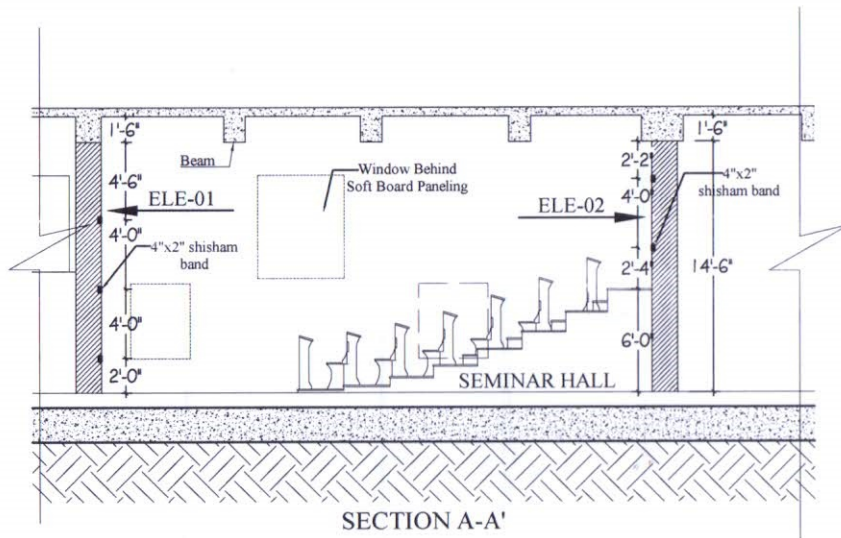 1'-6"
1'-6"
Beam
Window Behind
Soft Board Paneling
2'-2"
4'-6"
4'-0"
4"x2"
shisham band
ELE-01
ELE-02
4'-0"
4"x2" shisham
band
2'-4"
14'-6"
4'-0"
6'-0"
2'-0"
SEMINAR HALL
SECTION A-A'